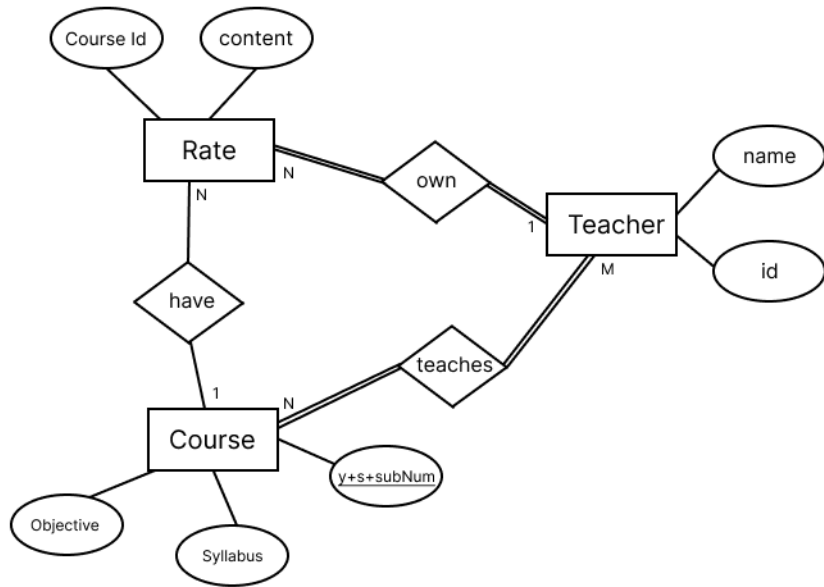 Course Id
content
Rate
N
N
own
name
Teacher
1
M
id
have
teaches
1
N
Course
y+s+subNum
Objective
Syllabus